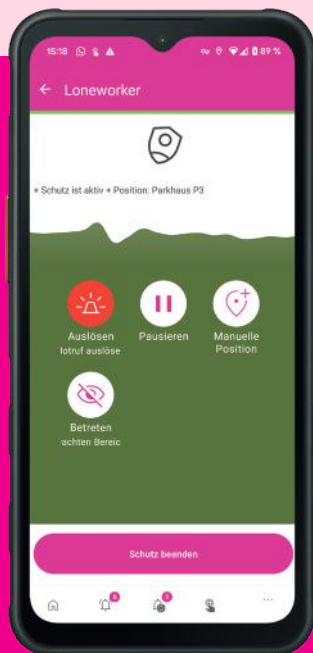 15:18 89 %
Loneworker
• Schutz ist aktiv • Position: Parkhaus P3
Auslösen
lotruf auslöse
Pausieren
Manuelle
Position
Betreten
rachten Bereic
Schutz beenden